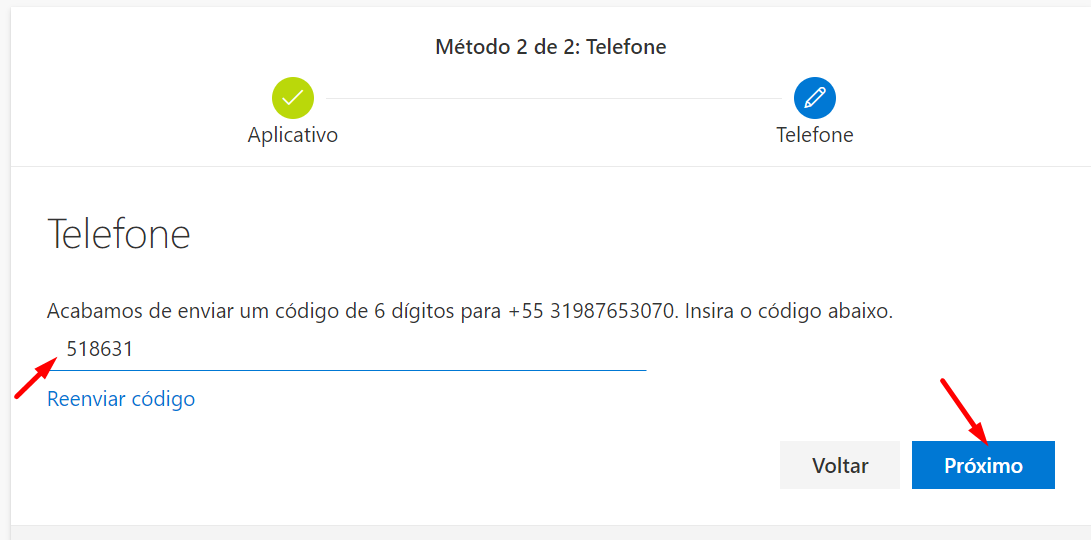 Método 2 de 2: Telefone
Aplicativo
Telefone
Telefone
Acabamos de enviar um código de 6 dígitos para +55 31987653070. Insira o código abaixo.
518631
Reenviar código
Voltar
Próximo